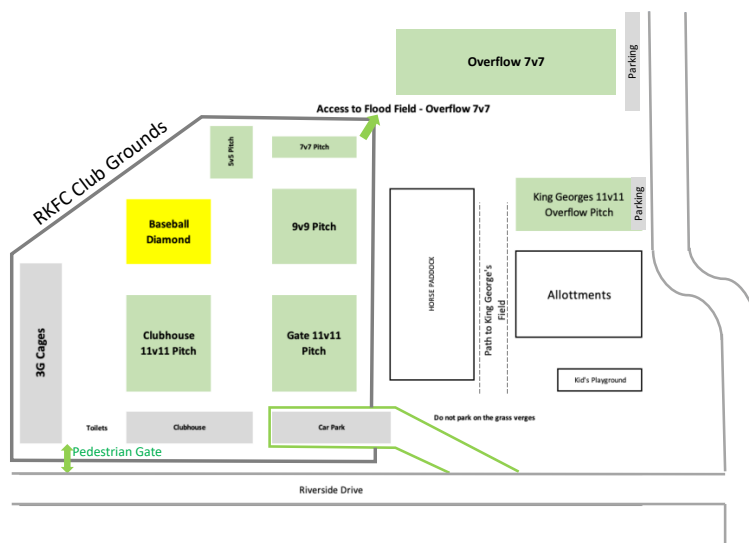 Overflow 7v7
Parking
Access to Flood Field - Overflow 7v7
RKFC Club Grounds
5v5 Pitch
7v7 Pitch
Baseball
Diamond
9v9 Pitch
HORSE PADDOCK
Path to King George's
Field
King Georges 11v11
Overflow Pitch
Parking
3G Cages
Clubhouse
11v11 Pitch
Gate 11v11
Pitch
Allottments
Kid's Playground
Toilets
Clubhouse
Car Park
Do not park on the grass verges
Pedestrian Gate
Riverside Drive